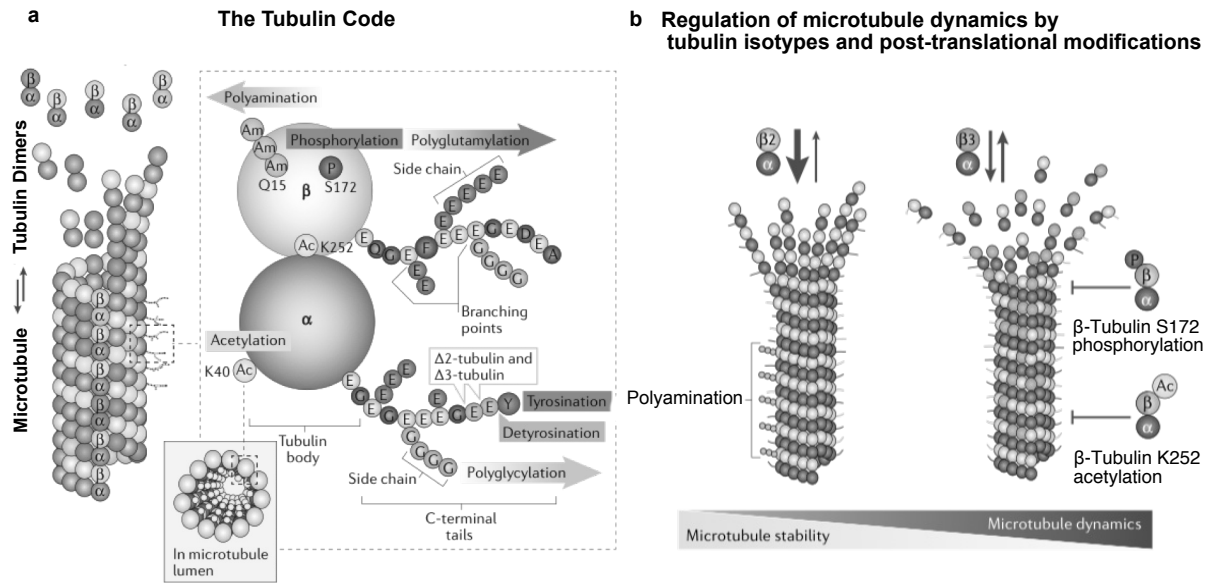 a
The Tubulin Code
β
α
β
α
β
α
β
α
β
α
Tubulin Dimers
Microtubule
β
α
β
α
β
α
β
α
β
α
β
α
Polyamination
Am
Am
Am
Q15
Phosphorylation
P
S172
β
Polyglutamylation
Side chain
E
E
E
E
E
E
Ac
K252
E
Q
G
E
F
E
E
E
G
E
D
E
A
E
E
G
G
G
G
Branching
points
α
Acetylation
K40
Ac
Δ2-tubulin and
Δ3-tubulin
E
G
E
G
E
E
E
G
E
E
Y
E
E
E
E
Tyrosination
Detyrosination
Tubulin
body
G
G
G
G
Side chain
Polyglycylation
C-terminal
tails
In microtubule
lumen
b
Regulation of microtubule dynamics by
tubulin isotypes and post-translational modifications
β2
α
β3
α
P
β
α
β-Tubulin S172
phosphorylation
Polyamination
Ac
β
α
β-Tubulin K252
acetylation
Microtubule stability
Microtubule dynamics